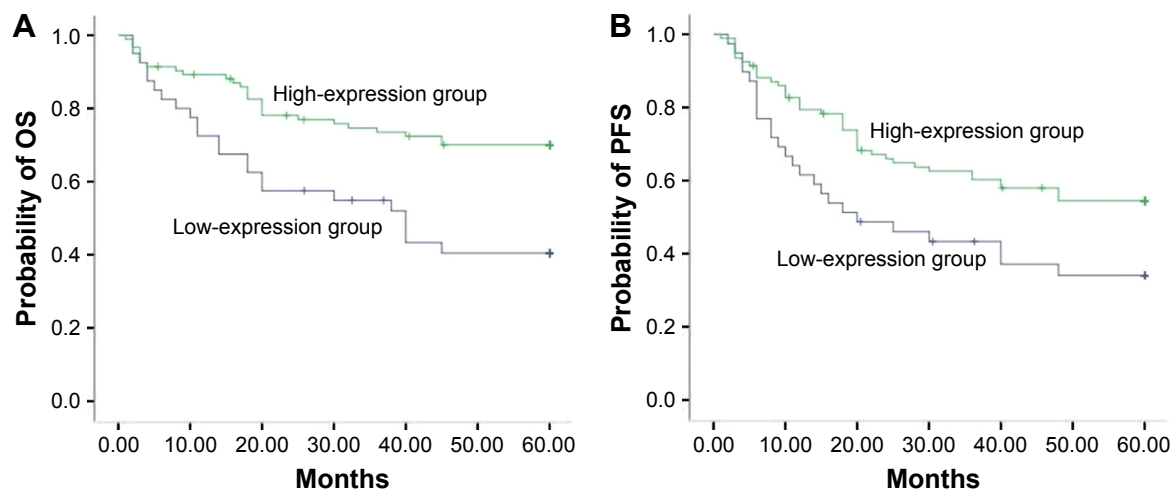 A
Probability of OS
1.0
0.8
0.6
0.4
0.2
0.0
High-expression group
Low-expression group
0.00 10.00 20.00 30.00 40.00 50.00 60.00
Months
B
Probability of PFS
1.0
0.8
0.6
0.4
0.2
0.0
High-expression group
Low-expression group
0.00 10.00 20.00 30.00 40.00 50.00 60.00
Months